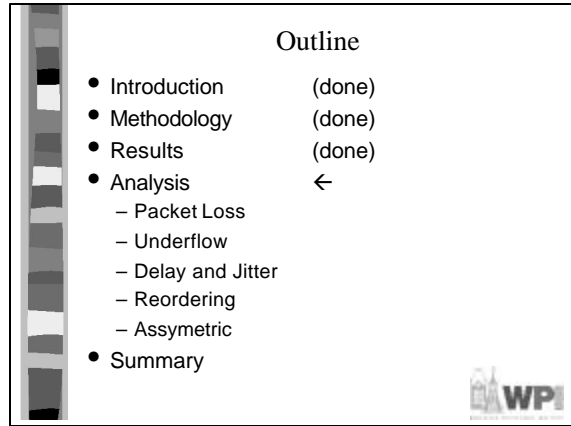 Outline
• Introduction (done)
• Methodology (done)
• Results (done)
• Analysis ←
– Packet Loss
– Underflow
– Delay and Jitter
– Reordering
– Assymetric
• Summary
WPI